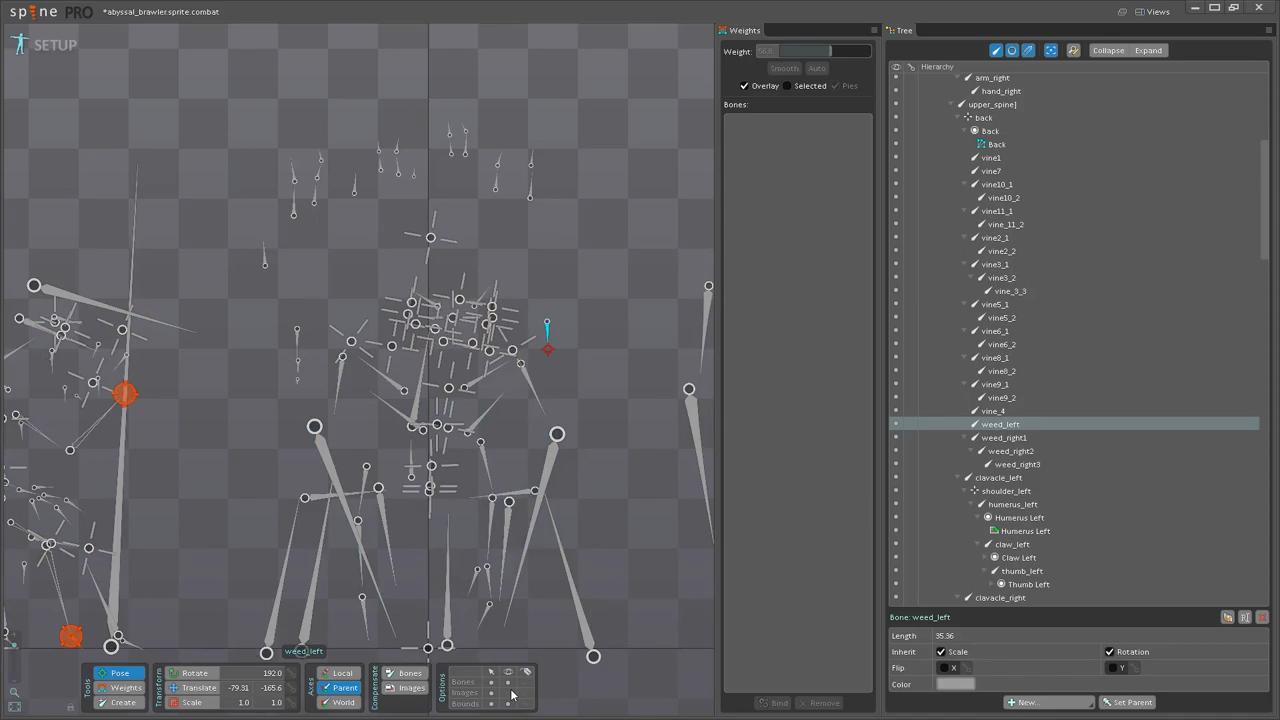 spine PRO *abyssal_brawler.sprite.combat Views
SETUP
Weights
Weight: 56.8
Smooth Auto
Overlay Selected Pies
Bones:
Bind Remove
Tree
Collapse Expand
Hierarchy
arm_right
hand_right
upper_spine]
back
Back
Back
vine1
vine7
vine10_1
vine10_2
vine11_1
vine_11_2
vine2_1
vine2_2
vine3_1
vine3_2
vine_3_3
vine5_1
vine5_2
vine6_1
vine6_2
vine8_1
vine8_2
vine9_1
vine9_2
vine_4
weed_left
weed_right1
weed_right2
weed_right3
clavacle_left
shoulder_left
humerus_left
Humerus Left
Humerus Left
claw_left
Claw Left
thumb_left
Thumb Left
clavacle_right
Bone: weed_left
Length 35.36
Scale Rotation
Flip X Y
Color
New... Set Parent
weed_left
Tools
Pose
Weights
Create
Transform
Rotate 192.0
Translate -79.31 -165.6
Scale 1.0 1.0
Axes
Local
Parent
World
Compensate
Bones
Images
Options
Bones
Images
Bounds